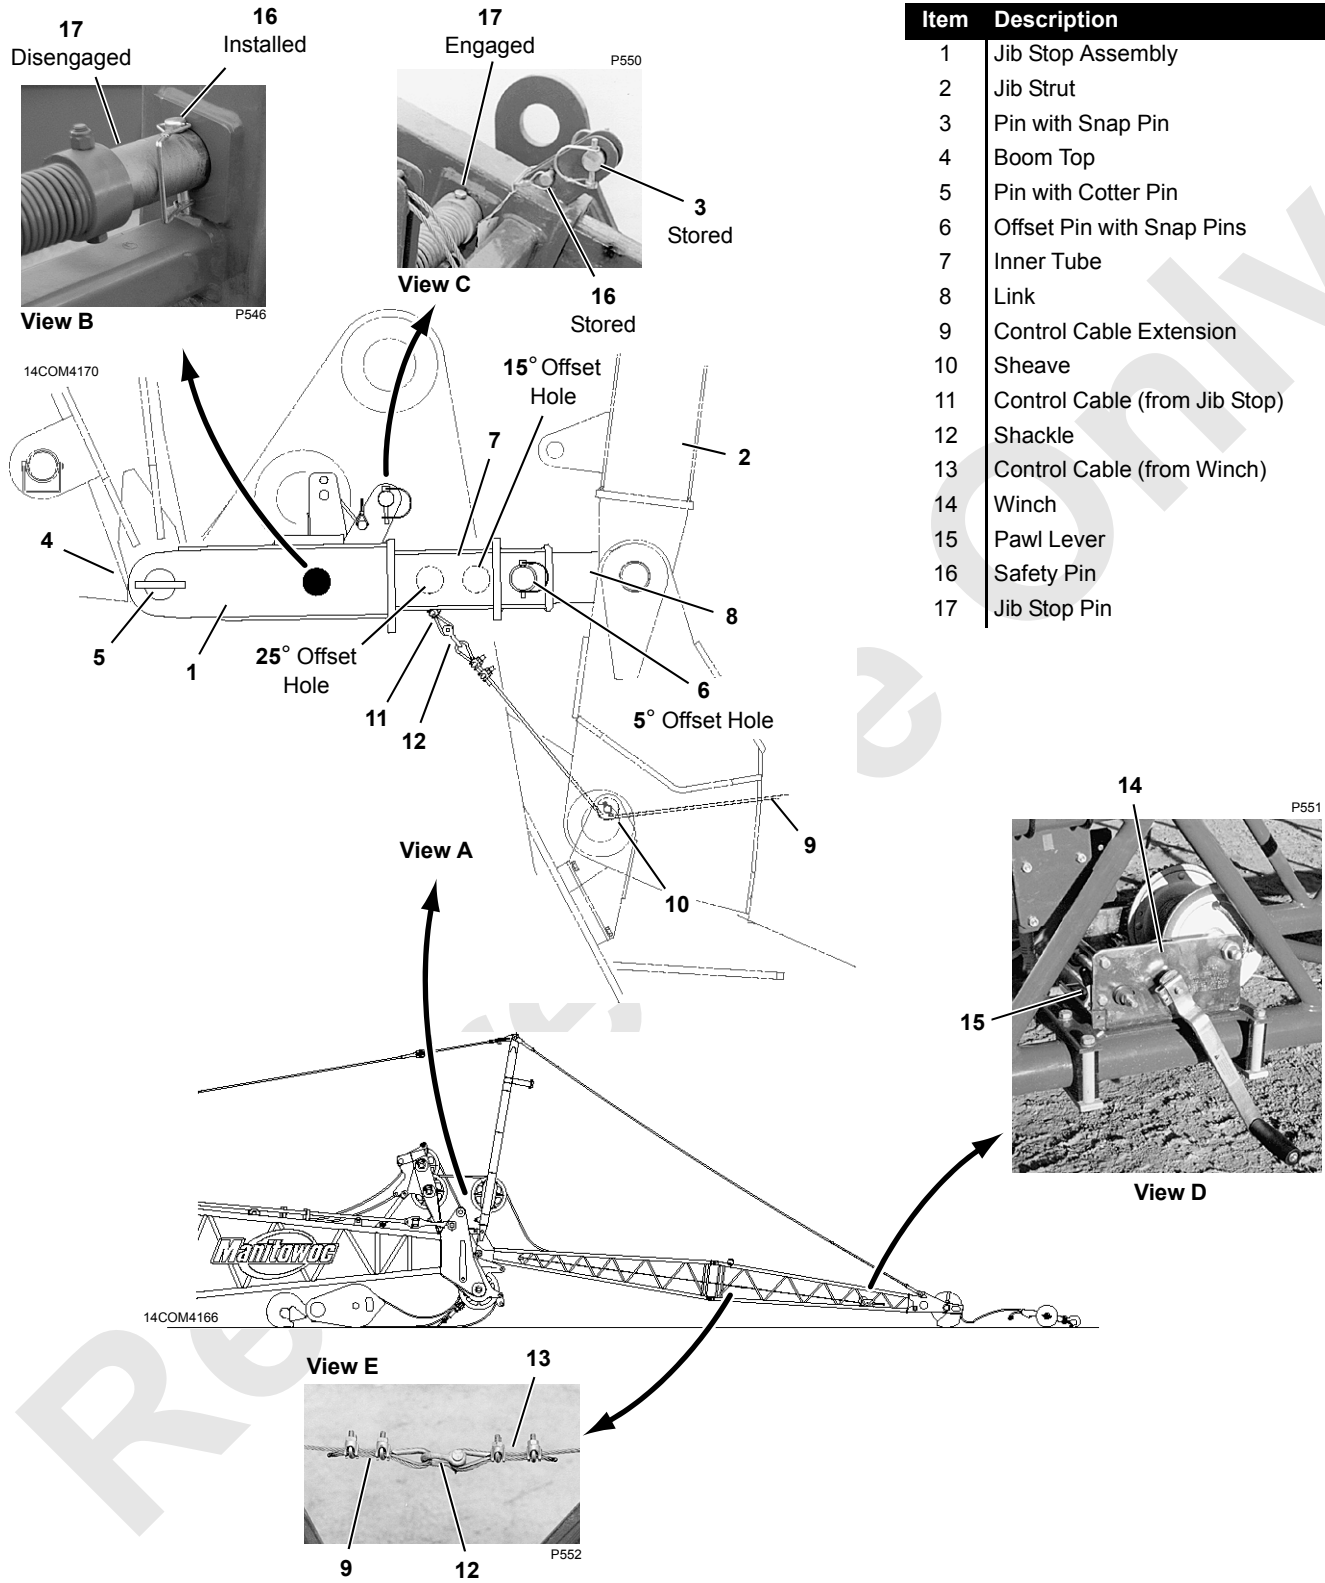 17
Disengaged
16
Installed
17
Engaged
P550
3
Stored
16
Stored
View B
P546
View C
Item Description
1 Jib Stop Assembly
2 Jib Strut
3 Pin with Snap Pin
4 Boom Top
5 Pin with Cotter Pin
6 Offset Pin with Snap Pins
7 Inner Tube
8 Link
9 Control Cable Extension
10 Sheave
11 Control Cable (from Jib Stop)
12 Shackle
13 Control Cable (from Winch)
14 Winch
15 Pawl Lever
16 Safety Pin
17 Jib Stop Pin
14COM4170
15° Offset
Hole
7
2
4
5
1
25° Offset
Hole
11
12
8
6
5° Offset Hole
9
10
View A
14
P551
15
View D
Manitowoc
14COM4166
View E
13
9
12
P552
Reference Only